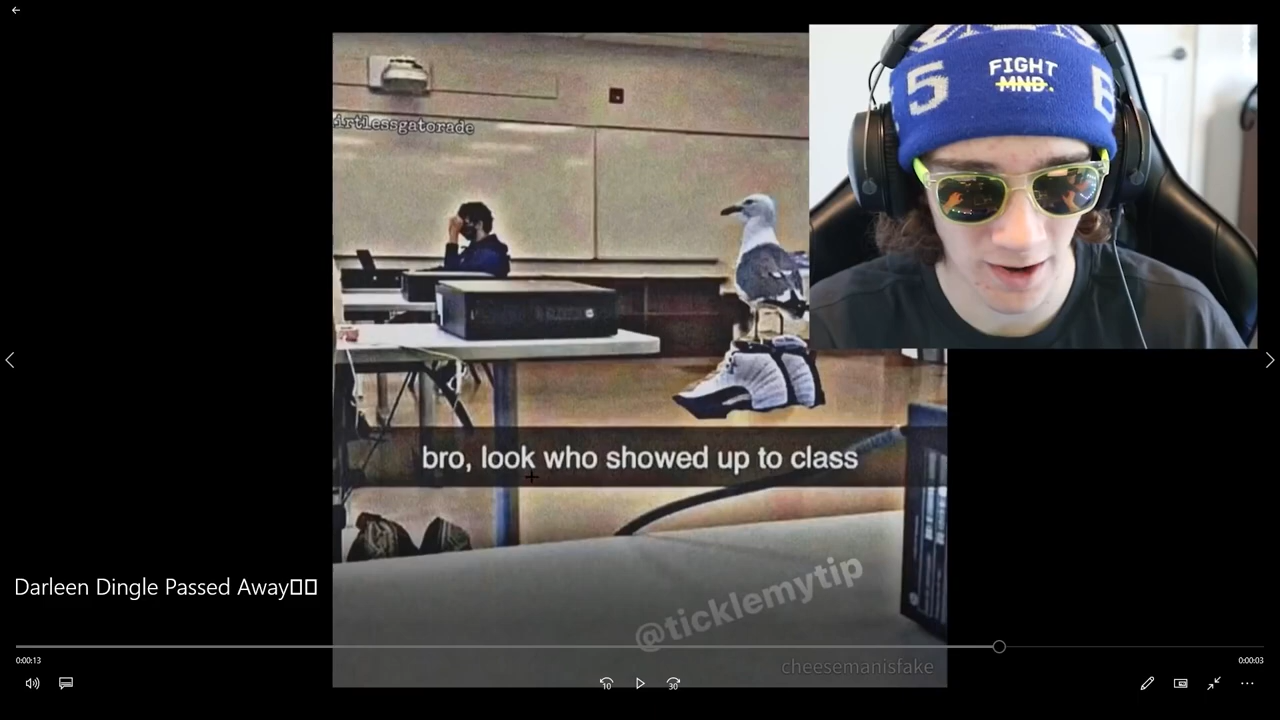 FIGHT
MND.
5
6
irtlessgatorade
bro, look who showed up to class
Darleen Dingle Passed Away
@ticklemytip
cheesemanisfake
0:00:13
0:00:03
10
30